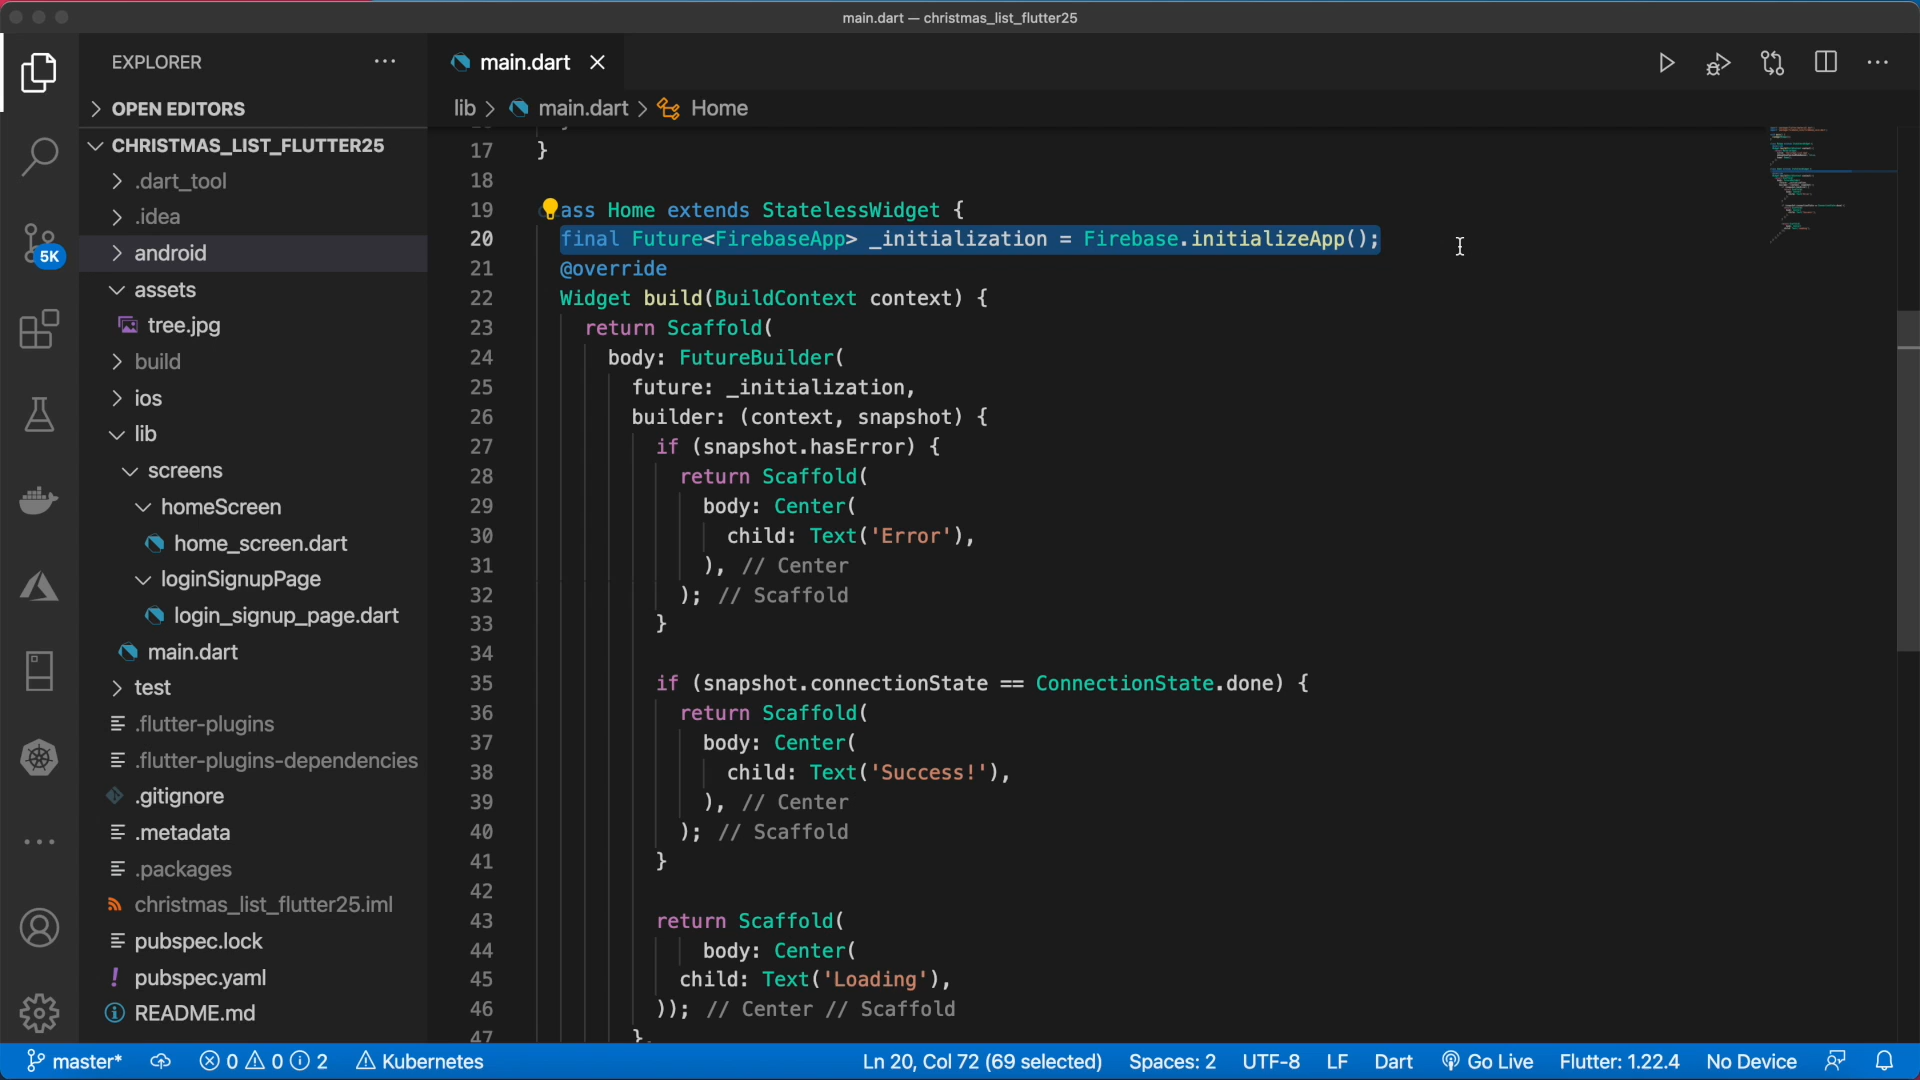 main.dart — christmas_list_flutter25
EXPLORER
main.dart
OPEN EDITORS
lib > main.dart > Home
CHRISTMAS_LIST_FLUTTER25
.dart_tool
.idea
android
assets
tree.jpg
build
ios
lib
screens
homeScreen
home_screen.dart
loginSignupPage
login_signup_page.dart
main.dart
test
.flutter-plugins
.flutter-plugins-dependencies
.gitignore
.metadata
.packages
christmas_list_flutter25.iml
pubspec.lock
pubspec.yaml
README.md
5K
17 }
18
19 ass Home extends StatelessWidget {
20 final Future<FirebaseApp> _initialization = Firebase.initializeApp();
21 @override
22 Widget build(BuildContext context) {
23 return Scaffold(
24 body: FutureBuilder(
25 future: _initialization,
26 builder: (context, snapshot) {
27 if (snapshot.hasError) {
28 return Scaffold(
29 body: Center(
30 child: Text('Error'),
31 ), // Center
32 ); // Scaffold
33 }
34
35 if (snapshot.connectionState == ConnectionState.done) {
36 return Scaffold(
37 body: Center(
38 child: Text('Success!'),
39 ), // Center
40 ); // Scaffold
41 }
42
43 return Scaffold(
44 body: Center(
45 child: Text('Loading'),
46 )); // Center // Scaffold
47 }
master* 0 0 2 Kubernetes Ln 20, Col 72 (69 selected) Spaces: 2 UTF-8 LF Dart Go Live Flutter: 1.22.4 No Device